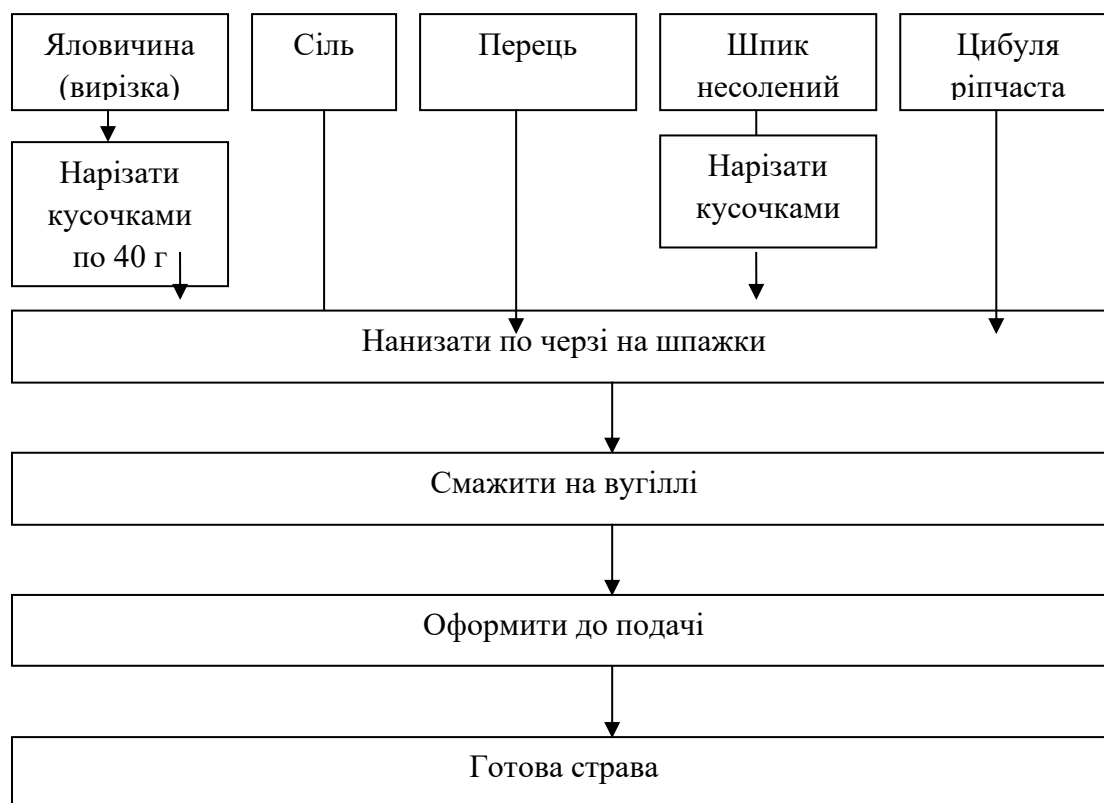 Яловичина
(вирізка)
Сіль
Перець
Шпик
несолений
Цибуля
ріпчаста
Нарізати
кусочками
по 40 г
Нарізати
кусочками
Нанизати по черзі на шпажки
Смажити на вугіллі
Оформити до подачі
Готова страва